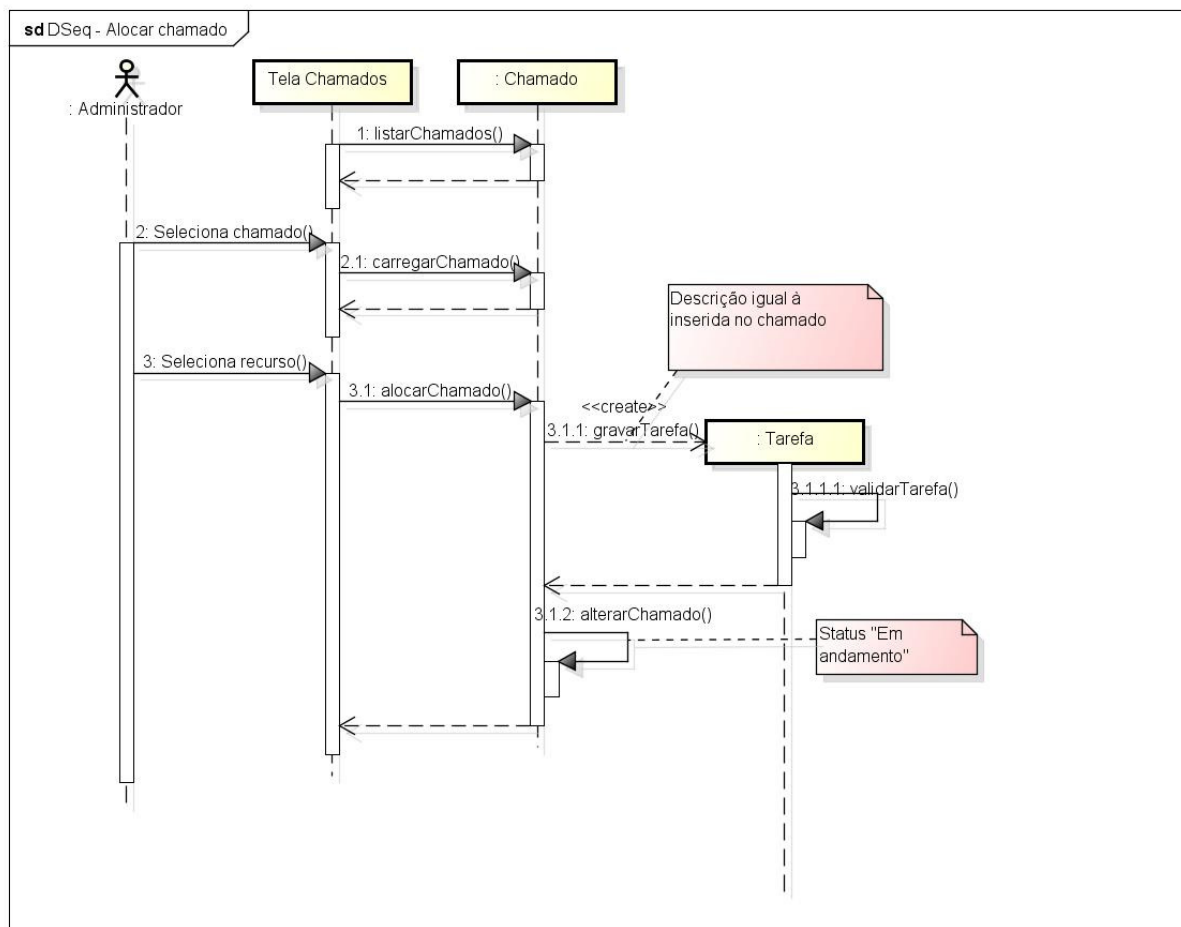 sd DSeq - Alocar chamado
: Administrador
Tela Chamados
: Chamado
1: listarChamados()
2: Seleciona chamado()
2.1: carregarChamado()
Descrição igual à
inserida no chamado
3: Seleciona recurso()
3.1: alocarChamado()
<<create>>
3.1.1: gravarTarefa()
: Tarefa
3.1.1.1: validarTarefa()
3.1.2: alterarChamado()
Status "Em
andamento"